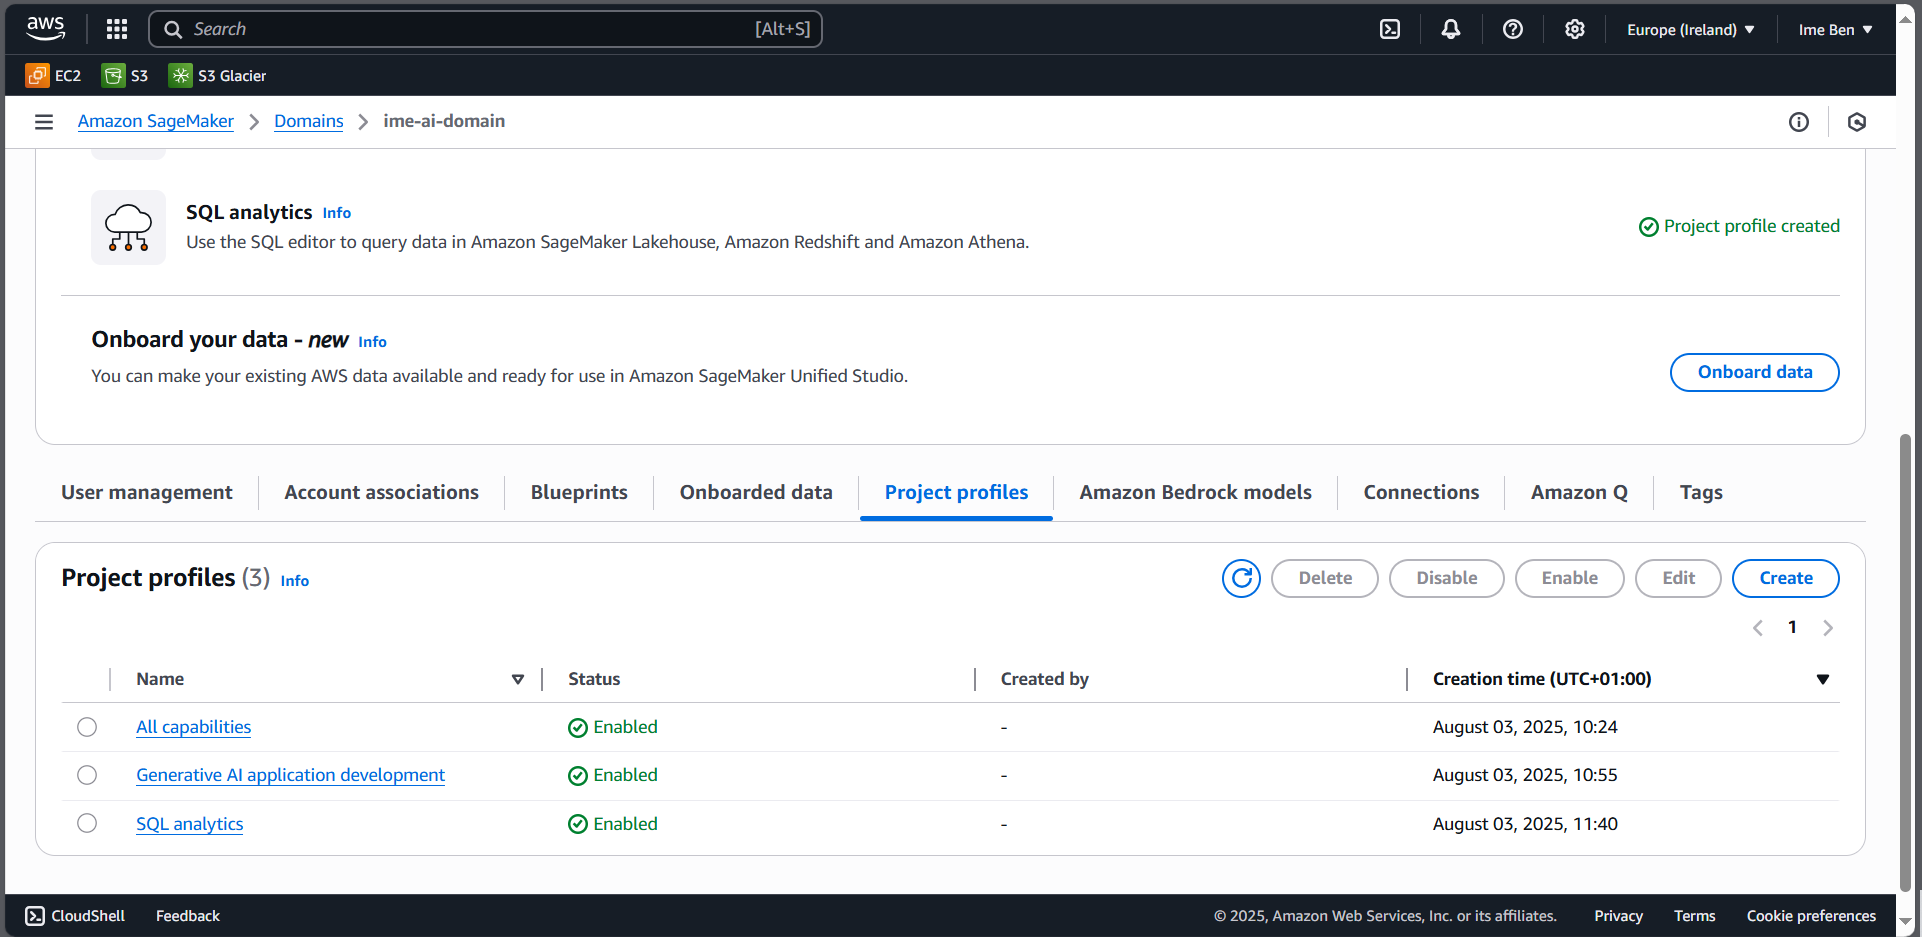 aws
Search [Alt+S]
Europe (Ireland) Ime Ben
EC2 S3 S3 Glacier
Amazon SageMaker Domains ime-ai-domain
SQL analytics Info
Use the SQL editor to query data in Amazon SageMaker Lakehouse, Amazon Redshift and Amazon Athena.
Project profile created
Onboard your data - new Info
You can make your existing AWS data available and ready for use in Amazon SageMaker Unified Studio.
Onboard data
User management Account associations Blueprints Onboarded data Project profiles Amazon Bedrock models Connections Amazon Q Tags
Project profiles (3) Info
Delete Disable Enable Edit Create
1
Name Status Created by Creation time (UTC+01:00)
All capabilities Enabled - August 03, 2025, 10:24
Generative AI application development Enabled - August 03, 2025, 10:55
SQL analytics Enabled - August 03, 2025, 11:40
CloudShell Feedback © 2025, Amazon Web Services, Inc. or its affiliates. Privacy Terms Cookie preferences